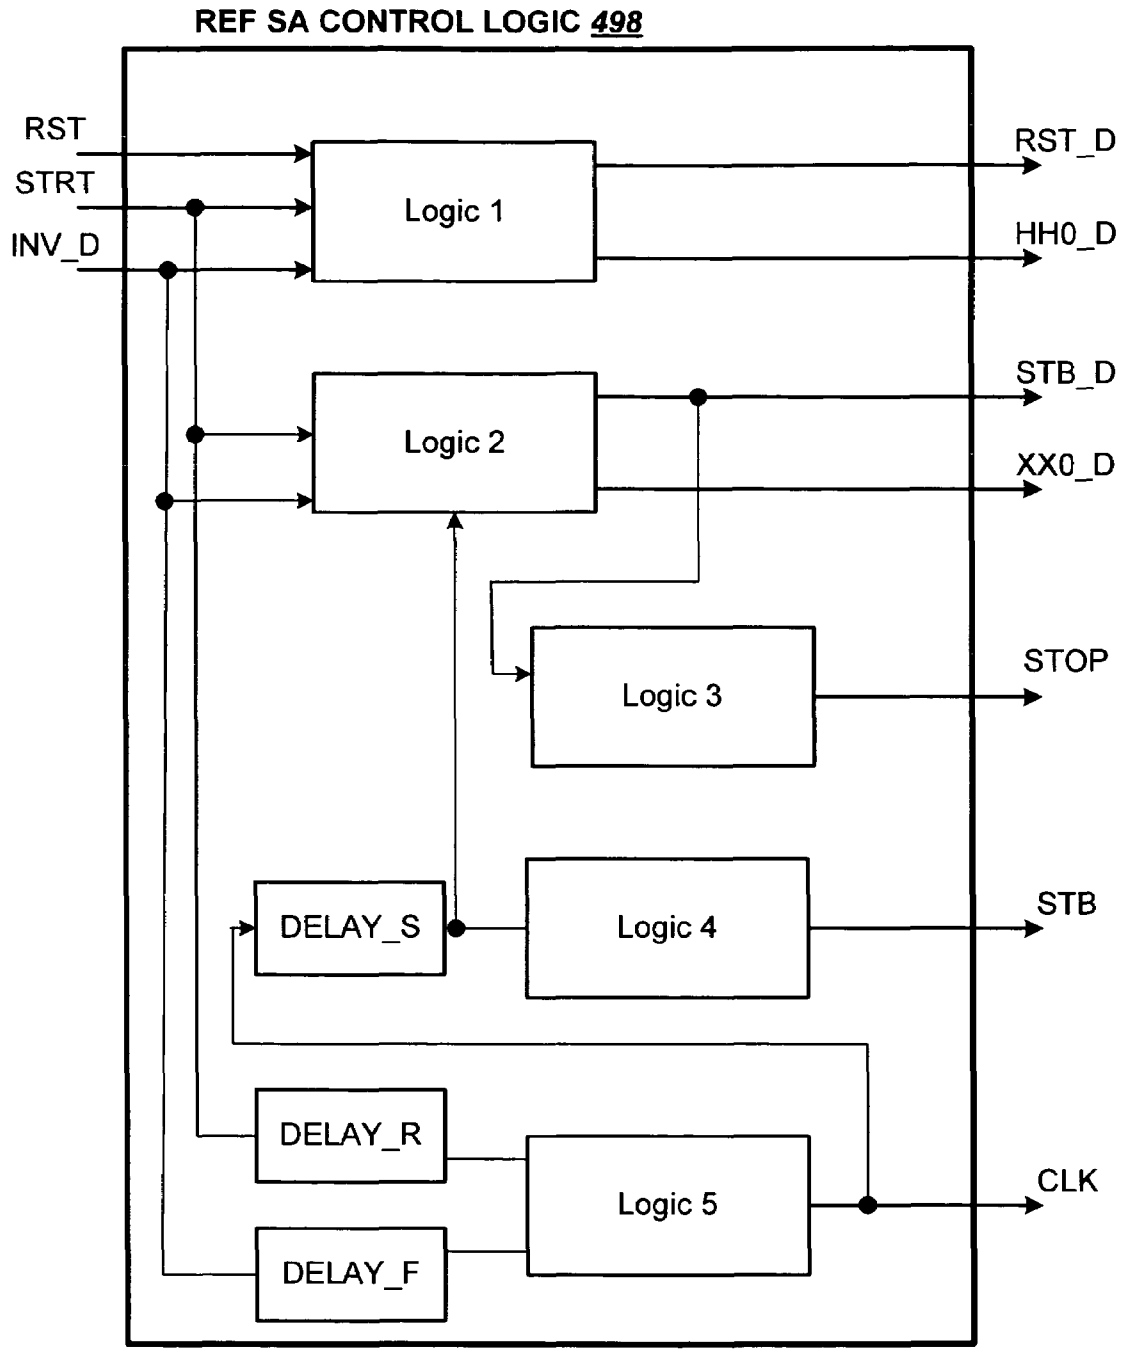 REF SA CONTROL LOGIC 498
RST
STRT
INV_D
Logic 1
RST_D
HH0_D
Logic 2
STB_D
XX0_D
Logic 3
STOP
DELAY_S
Logic 4
STB
DELAY_R
Logic 5
CLK
DELAY_F